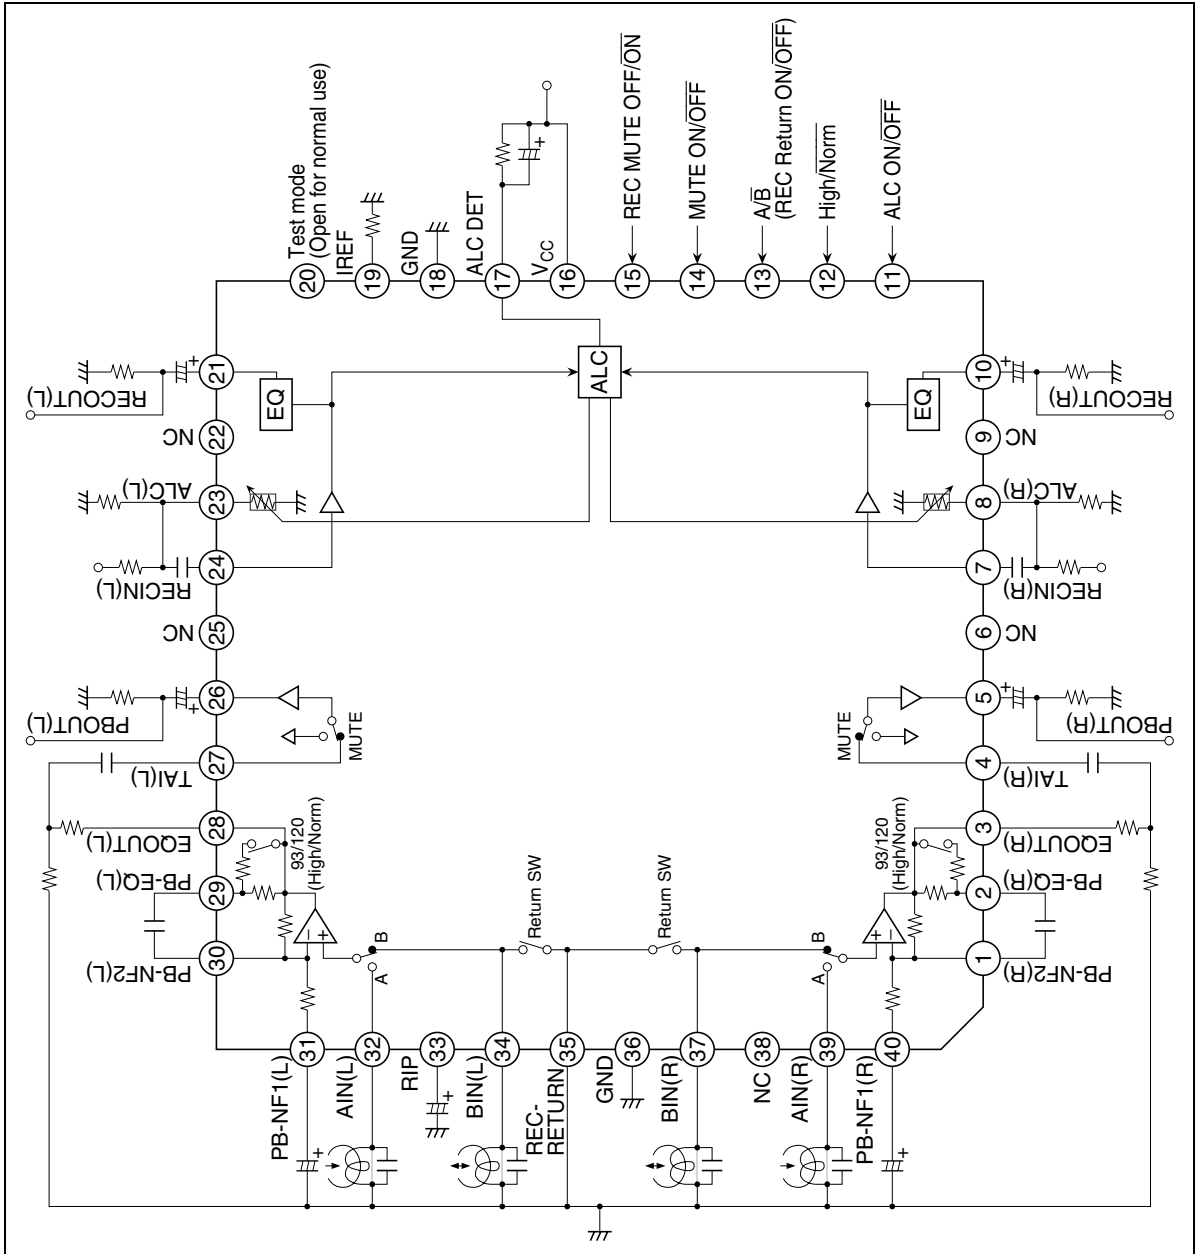 20
Test mode
(Open for normal use)
19
IREF
18
GND
17
ALC DET
16
VCC
15
REC MUTE OFF/ON
14
MUTE ON/OFF
13
A/B
(REC Return ON/OFF)
12
High/Norm
11
ALC ON/OFF
21
RECOUT(L)
EQ
22
NC
23
ALC(L)
24
RECIN(L)
25
NC
26
PBOUT(L)
27
TAI(L)
MUTE
28
EQOUT(L)
29
PB-EQ(L)
30
PB-NF2(L)
93/120
(High/Norm)
ALC
10
RECOUT(R)
EQ
9
NC
8
ALC(R)
7
RECIN(R)
6
NC
5
PBOUT(R)
4
TAI(R)
MUTE
3
EQOUT(R)
2
PB-EQ(R)
1
PB-NF2(R)
93/120
(High/Norm)
A
B
Return SW
Return SW
A
B
31
PB-NF1(L)
32
AIN(L)
33
RIP
34
BIN(L)
35
REC-
RETURN
36
GND
37
BIN(R)
38
NC
39
AIN(R)
40
PB-NF1(R)